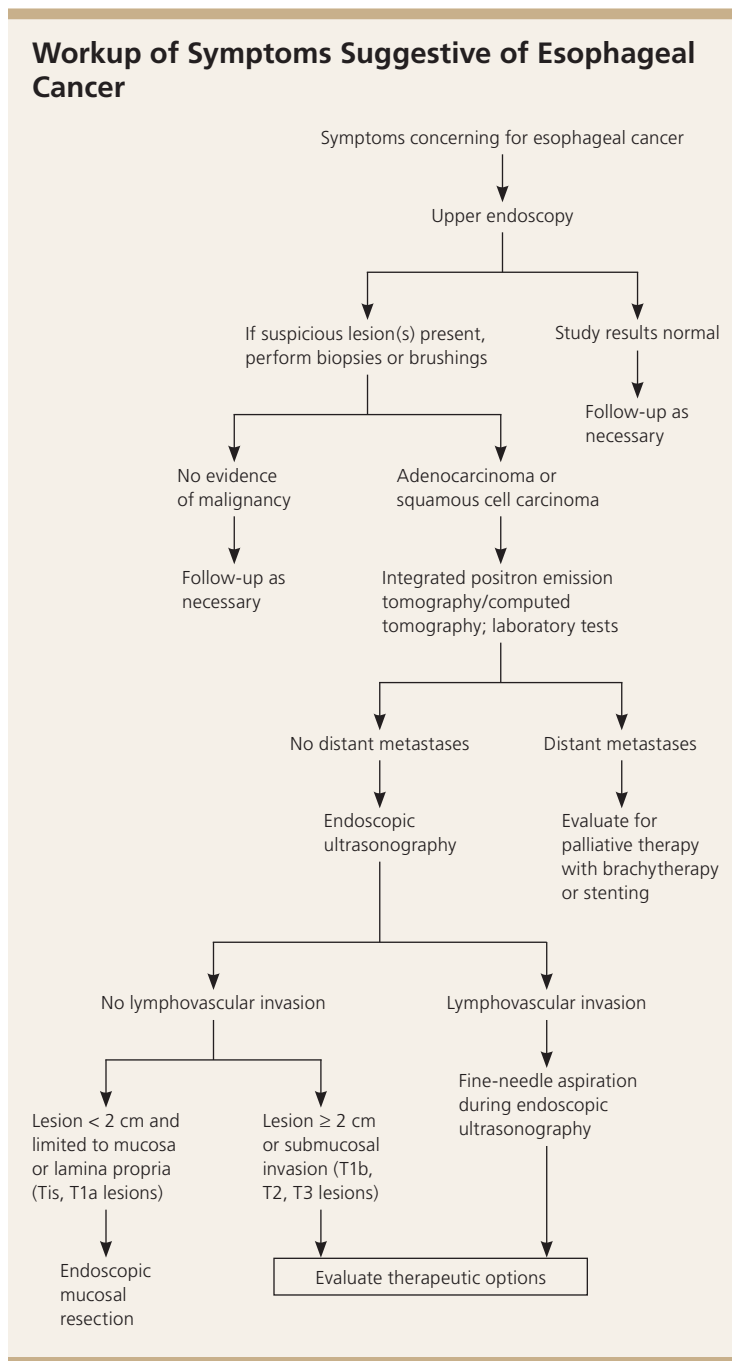 Workup of Symptoms Suggestive of Esophageal
Cancer
Symptoms concerning for esophageal cancer
Upper endoscopy
If suspicious lesion(s) present,
perform biopsies or brushings
Study results normal
Follow-up as
necessary
No evidence
of malignancy
Adenocarcinoma or
squamous cell carcinoma
Follow-up as
necessary
Integrated positron emission
tomography/computed
tomography; laboratory tests
No distant metastases
Distant metastases
Endoscopic
ultrasonography
Evaluate for
palliative therapy
with brachytherapy
or stenting
No lymphovascular invasion
Lymphovascular invasion
Fine-needle aspiration
during endoscopic
ultrasonography
Lesion < 2 cm and
limited to mucosa
or lamina propria
(Tis, T1a lesions)
Lesion ≥ 2 cm
or submucosal
invasion (T1b,
T2, T3 lesions)
Endoscopic
mucosal
resection
Evaluate therapeutic options